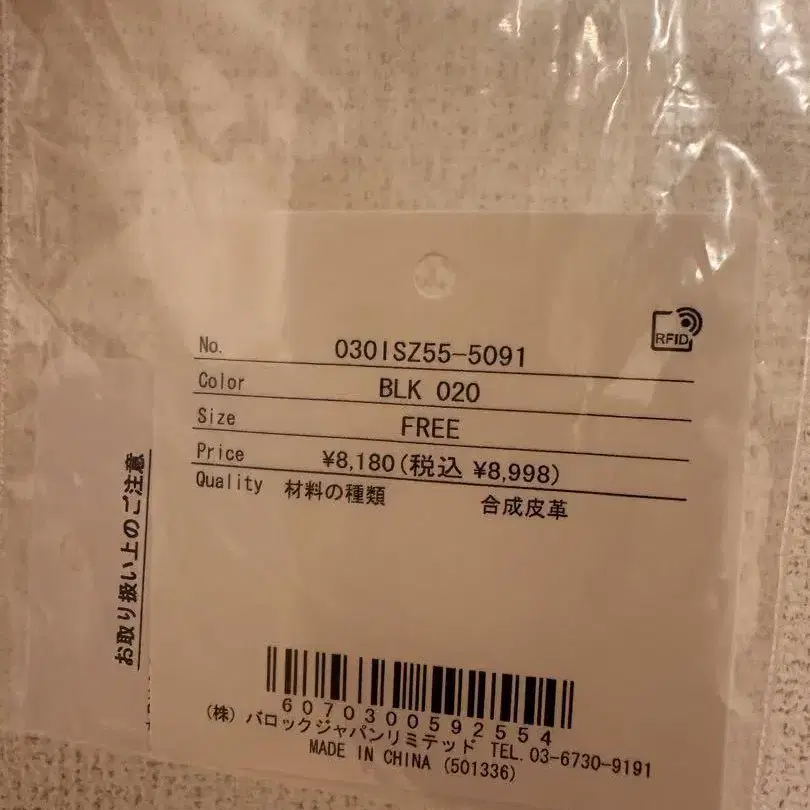 RFID
No. 030ISZ55-5091
Color BLK 020
Size FREE
Price ¥8,180(税込 ¥8,998)
Quality 材料の種類 合成皮革
お取り扱い上のご注意
6070300592554
(株) バロックジャパンリミテッド TEL. 03-6730-9191
MADE IN CHINA (501336)